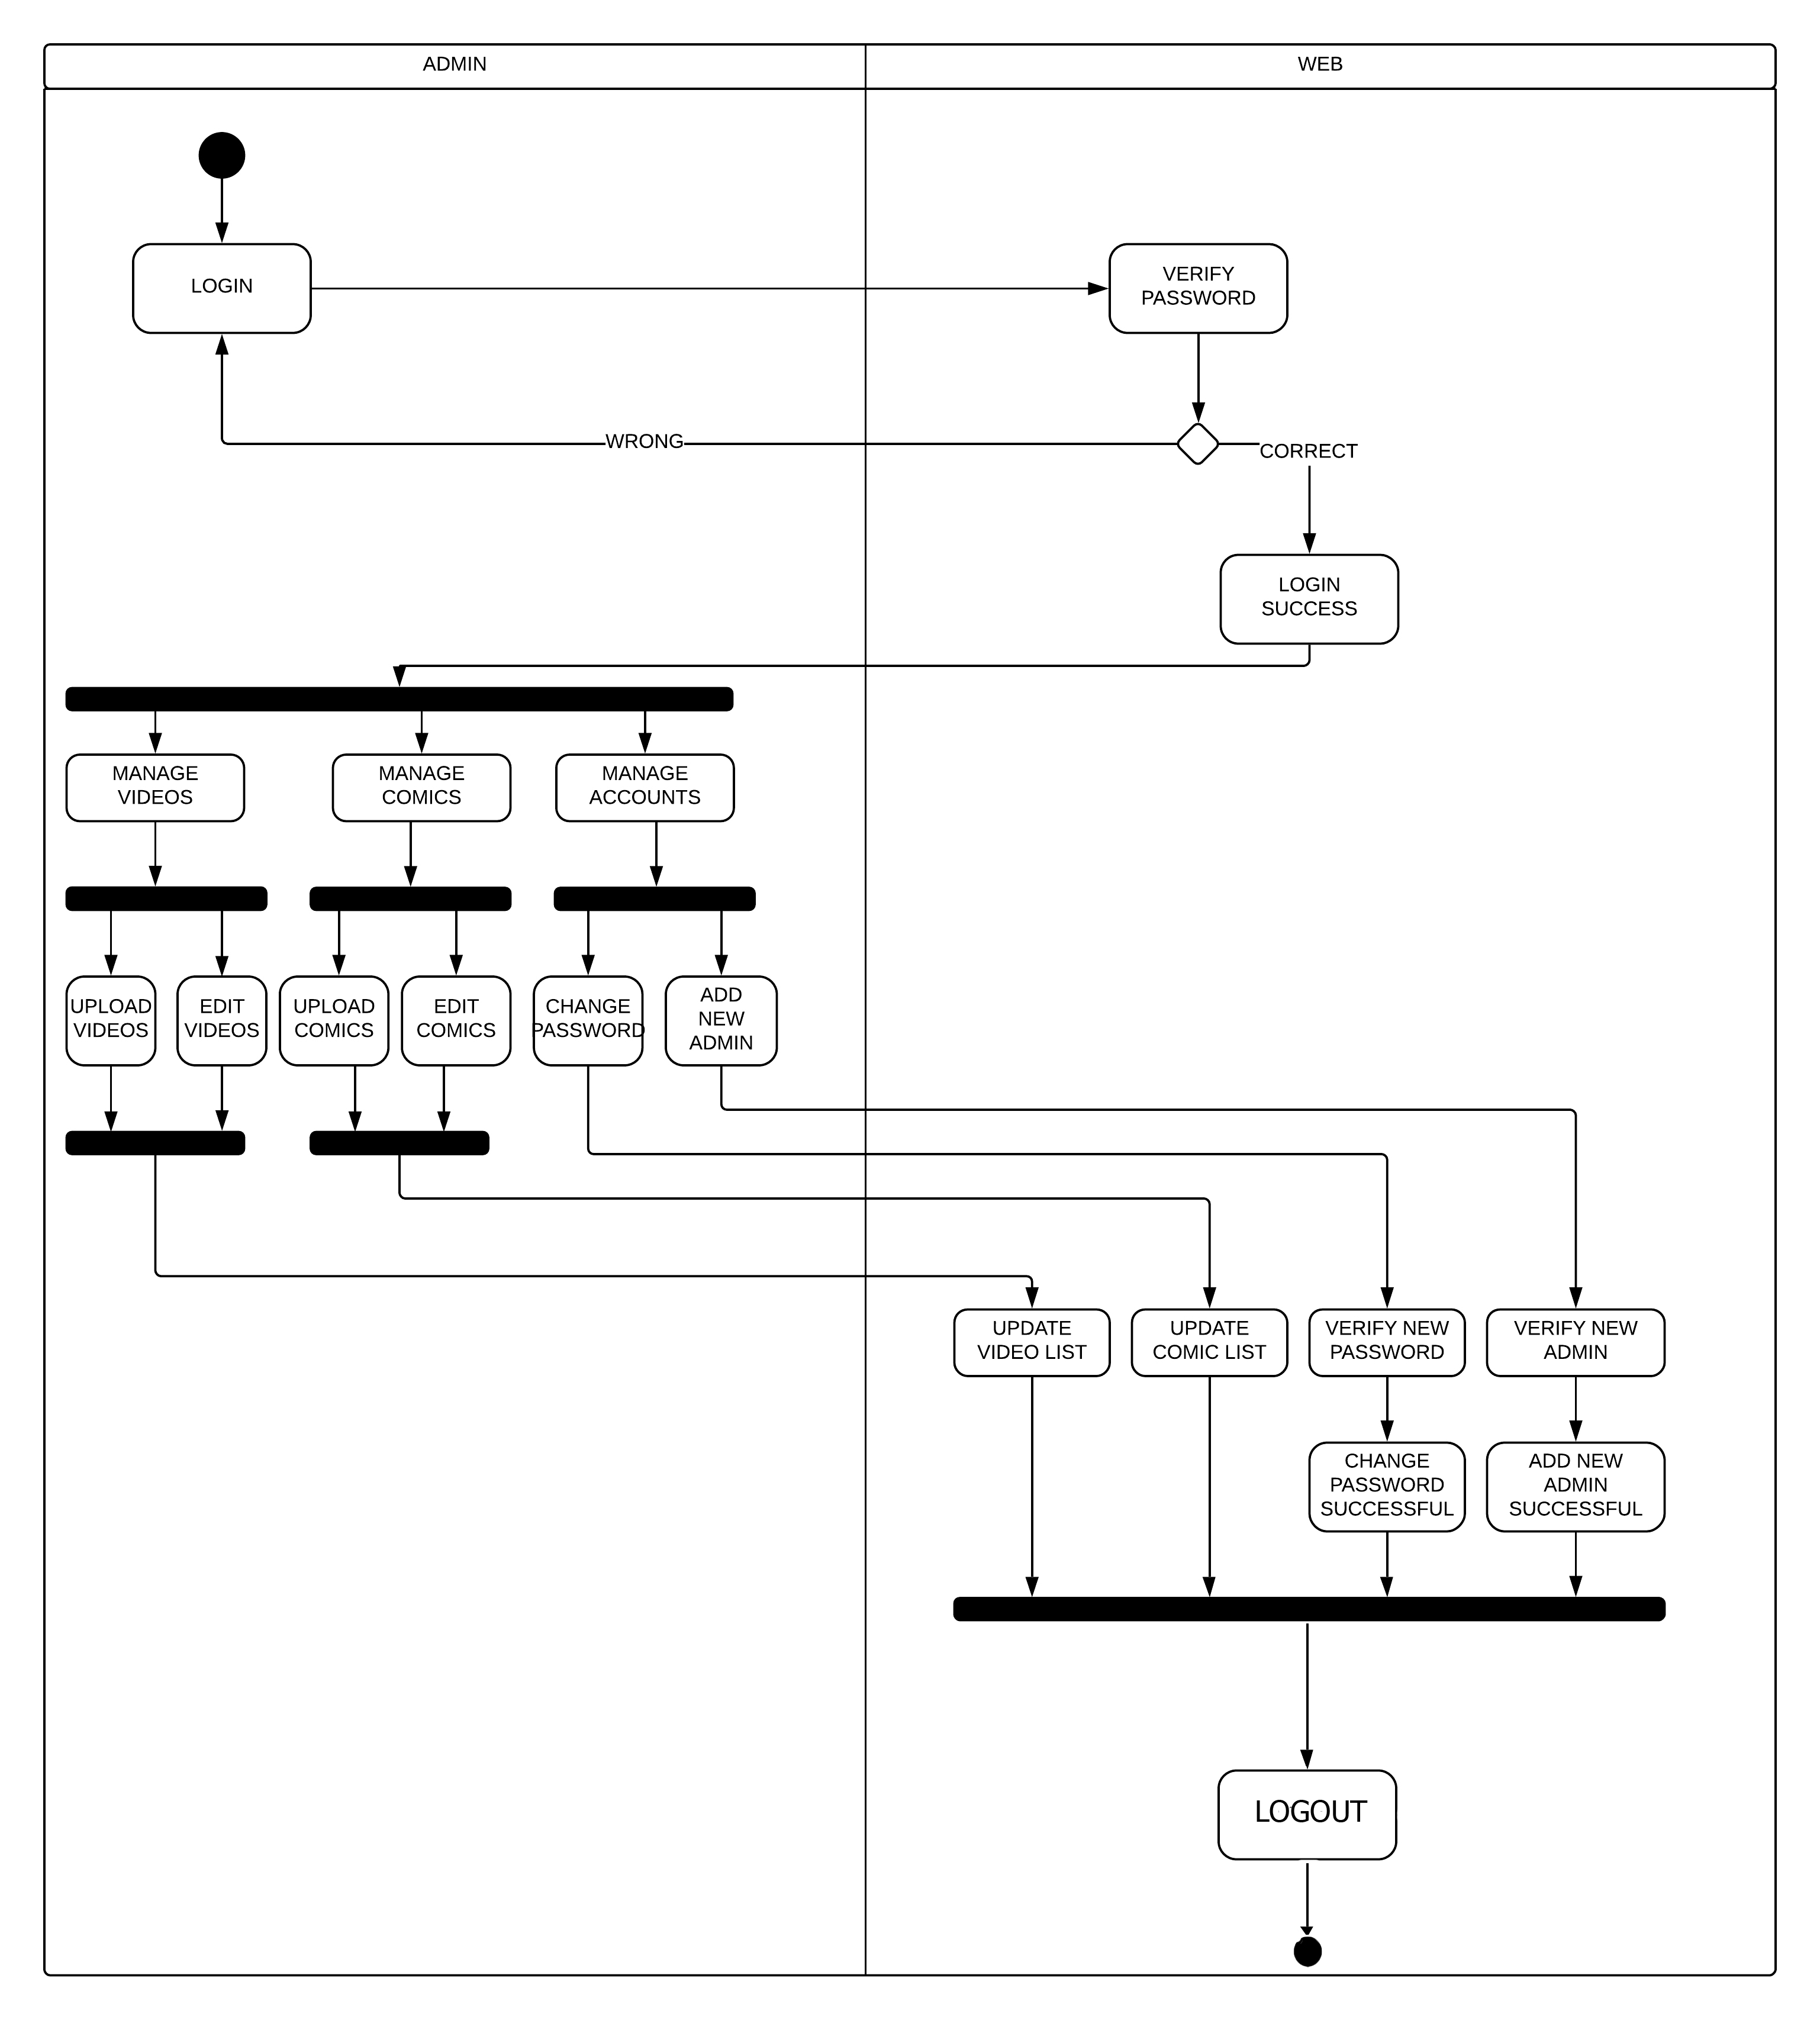 ADMIN
WEB
LOGIN
VERIFY
PASSWORD
WRONG
CORRECT
LOGIN
SUCCESS
MANAGE
VIDEOS
MANAGE
COMICS
MANAGE
ACCOUNTS
UPLOAD
VIDEOS
EDIT
VIDEOS
UPLOAD
COMICS
EDIT
COMICS
CHANGE
PASSWORD
ADD
NEW
ADMIN
UPDATE
VIDEO LIST
UPDATE
COMIC LIST
VERIFY NEW
PASSWORD
VERIFY NEW
ADMIN
CHANGE
PASSWORD
SUCCESSFUL
ADD NEW
ADMIN
SUCCESSFUL
LOGOUT